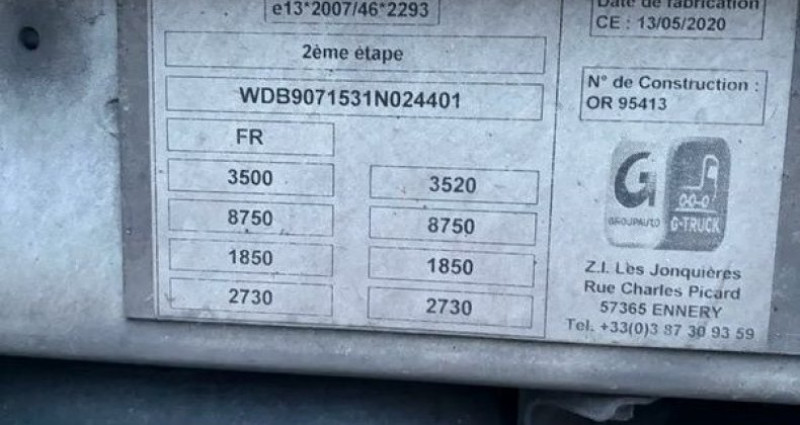 e13*2007/46*2293
2ème étape
WDB9071531N024401
FR
3500 3520
8750 8750
1850 1850
2730 2730
Date de fabrication
CE : 13/05/2020
N° de Construction :
OR 95413
G
GROUPAUTO G-TRUCK
Z.I. Les Jonquières
Rue Charles Picard
57365 ENNERY
Tel. +33(0)3 87 30 93 59